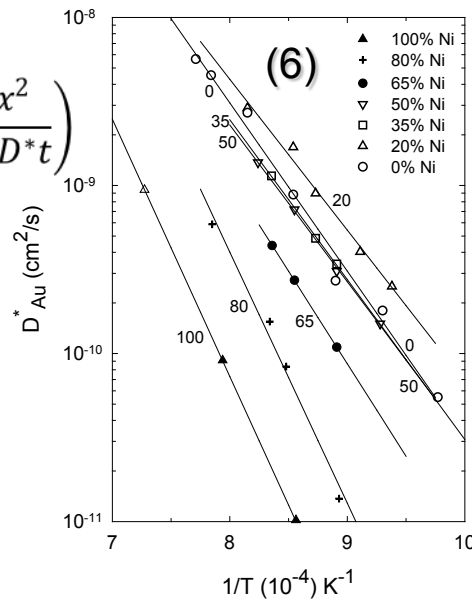 x²
D*t)
(6)
100% Ni
80% Ni
65% Ni
50% Ni
35% Ni
20% Ni
0% Ni
D*Au (cm²/s)
10⁻⁸
10⁻⁹
10⁻¹⁰
10⁻¹¹
0
35
50
20
100
80
65
0
50
7
8
9
10
1/T (10⁻⁴) K⁻¹